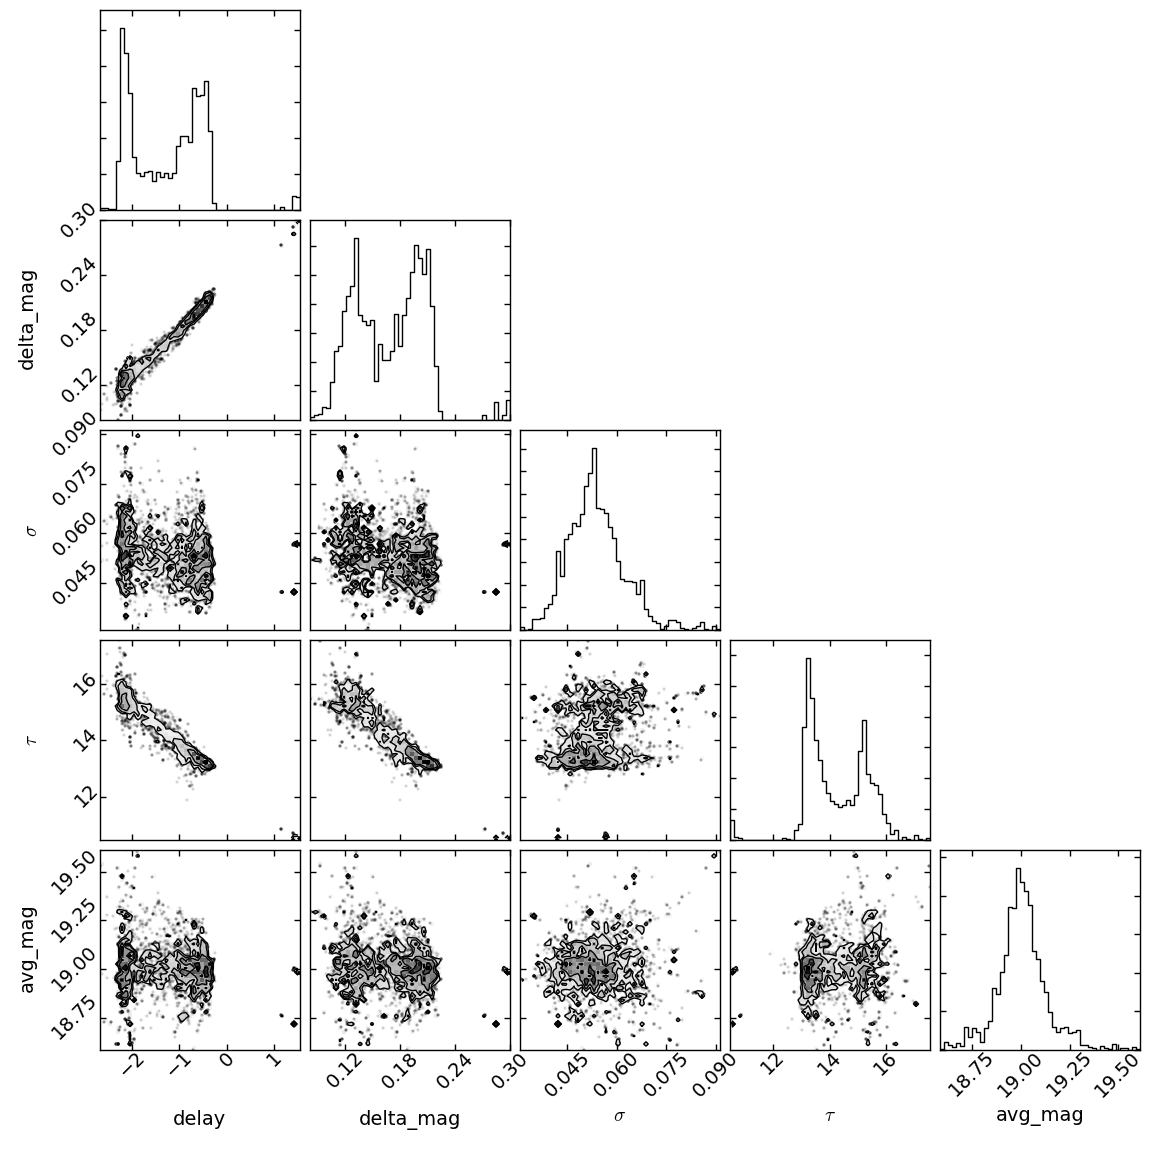 0.30
0.24
0.18
0.12
0.090
delta_mag
0.090
0.075
0.060
0.045
σ
16
14
12
τ
19.50
19.25
19.00
18.75
avg_mag
−2 −1 0 1
0.12 0.18 0.24 0.30
0.045 0.060 0.075 0.090
12 14 16
18.75 19.00 19.25 19.50
delay delta_mag σ τ avg_mag